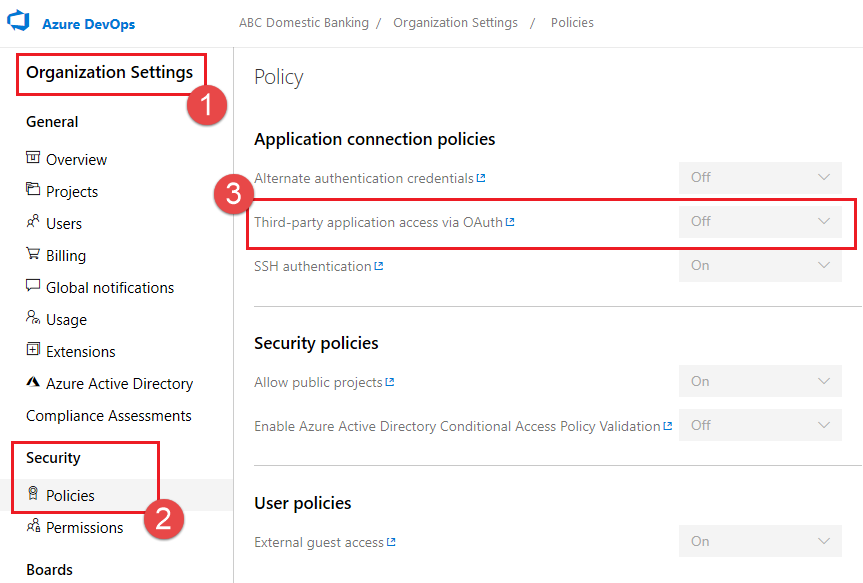 Azure DevOps
ABC Domestic Banking / Organization Settings / Policies
Organization Settings
1
General
Overview
Projects
Users
Billing
Global notifications
Usage
Extensions
Azure Active Directory
Compliance Assessments
Security
Policies
2
Permissions
Boards
Policy
Application connection policies
Alternate authentication credentials Off
3
Third-party application access via OAuth Off
SSH authentication On
Security policies
Allow public projects On
Enable Azure Active Directory Conditional Access Policy Validation Off
User policies
External guest access On